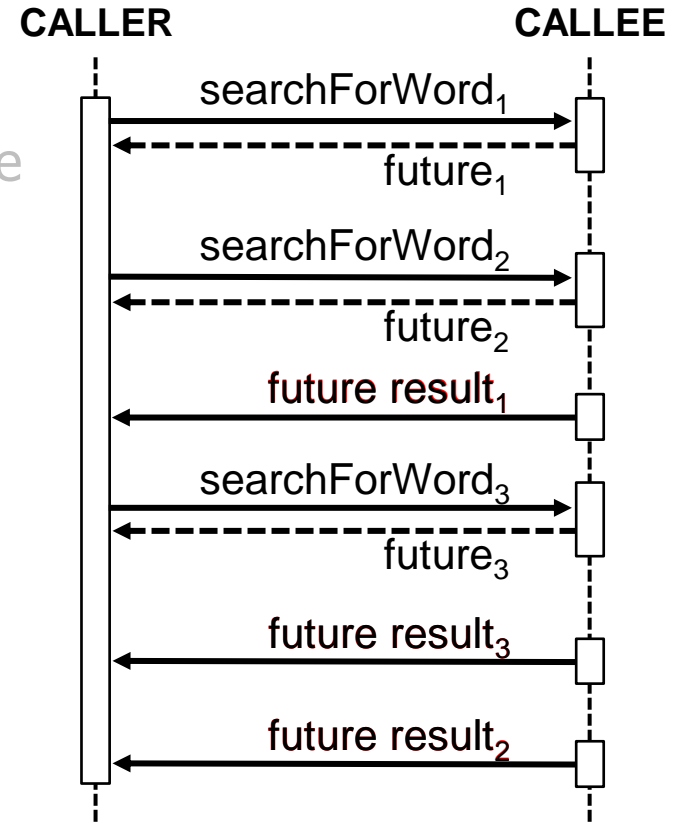 CALLER CALLEE
searchForWord₁
e
future₁
searchForWord₂
future₂
future result₁
searchForWord₃
future₃
future result₃
future result₂